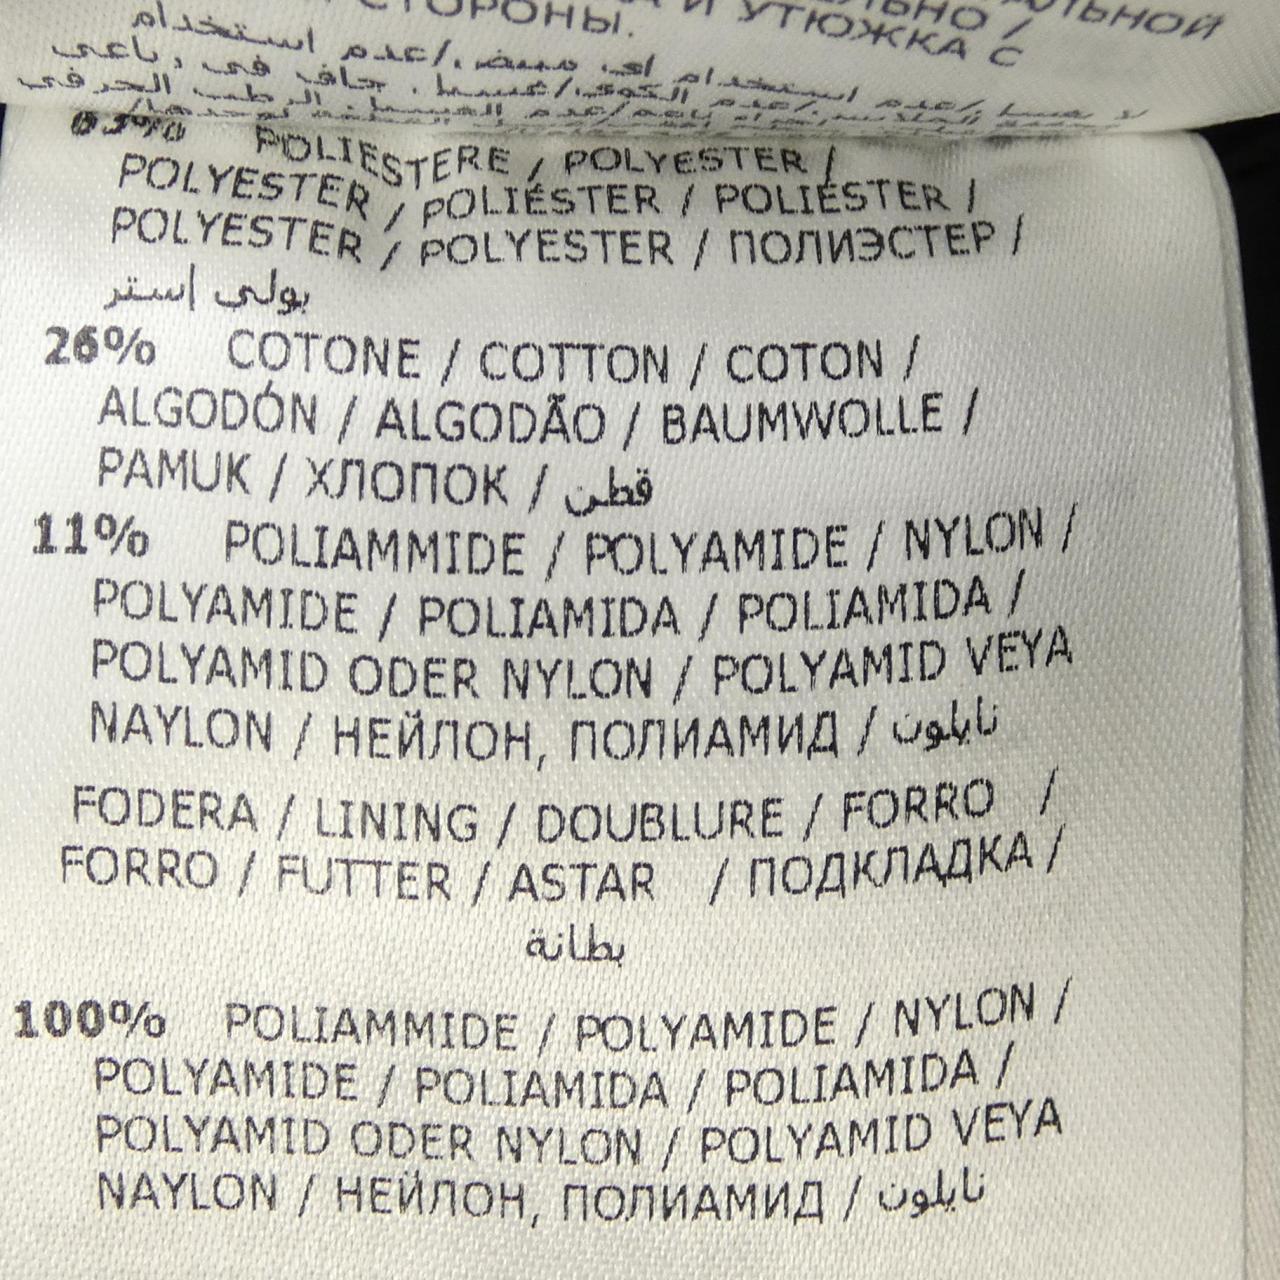 СТОРОНЫ.
И УТЮЖКА С
63% POLIESTERE / POLYESTER /
POLYESTER / POLIÉSTER / POLIÉSTER /
POLYESTER / POLYESTER / ПОЛИЭСТЕР /
بولي استر
26% COTONE / COTTON / COTON /
ALGODÓN / ALGODÃO / BAUMWOLLE /
PAMUK / ХЛОПОК / قطن
11% POLIAMMIDE / POLYAMIDE / NYLON /
POLYAMIDE / POLIAMIDA / POLIAMIDA /
POLYAMID ODER NYLON / POLYAMID VEYA
NAYLON / НЕЙЛОН, ПОЛИАМИД / نايلون
FODERA / LINING / DOUBLURE / FORRO /
FORRO / FUTTER / ASTAR / ПОДКЛАДКА /
بطانة
100% POLIAMMIDE / POLYAMIDE / NYLON /
POLYAMIDE / POLIAMIDA / POLIAMIDA /
POLYAMID ODER NYLON / POLYAMID VEYA
NAYLON / НЕЙЛОН, ПОЛИАМИД / نايلون